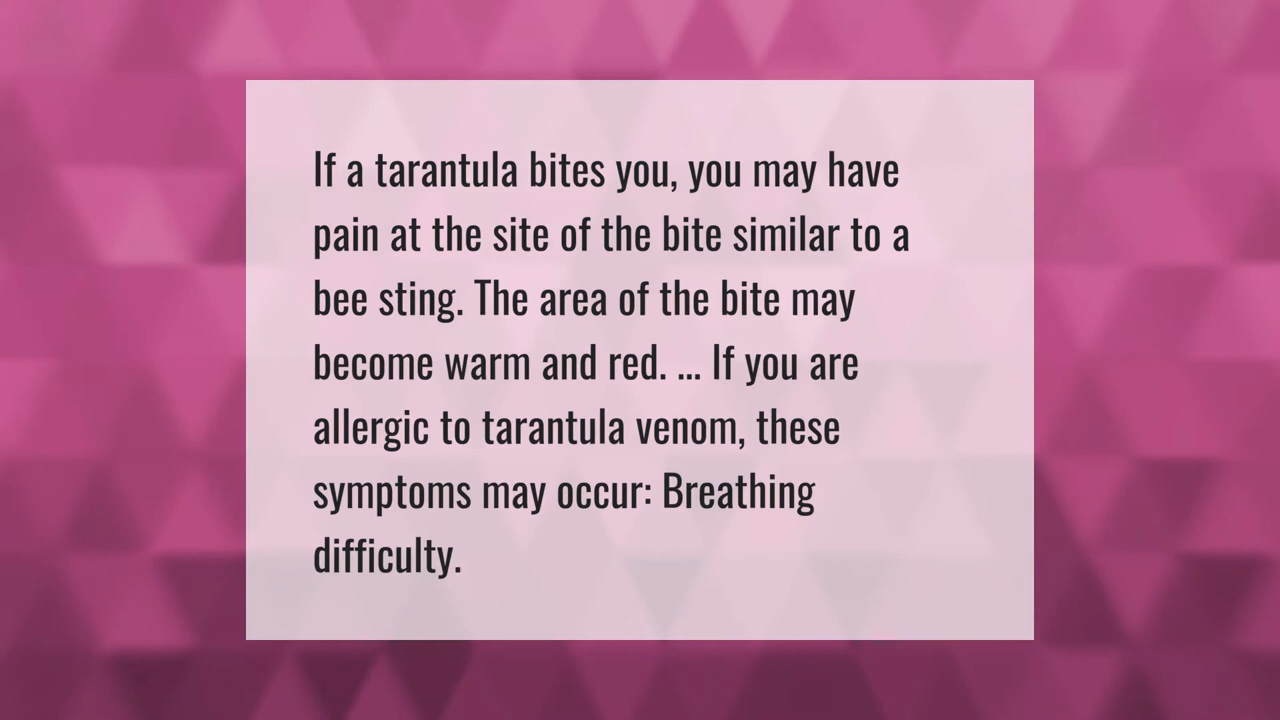 If a tarantula bites you, you may have
pain at the site of the bite similar to a
bee sting. The area of the bite may
become warm and red. ... If you are
allergic to tarantula venom, these
symptoms may occur: Breathing
difficulty.